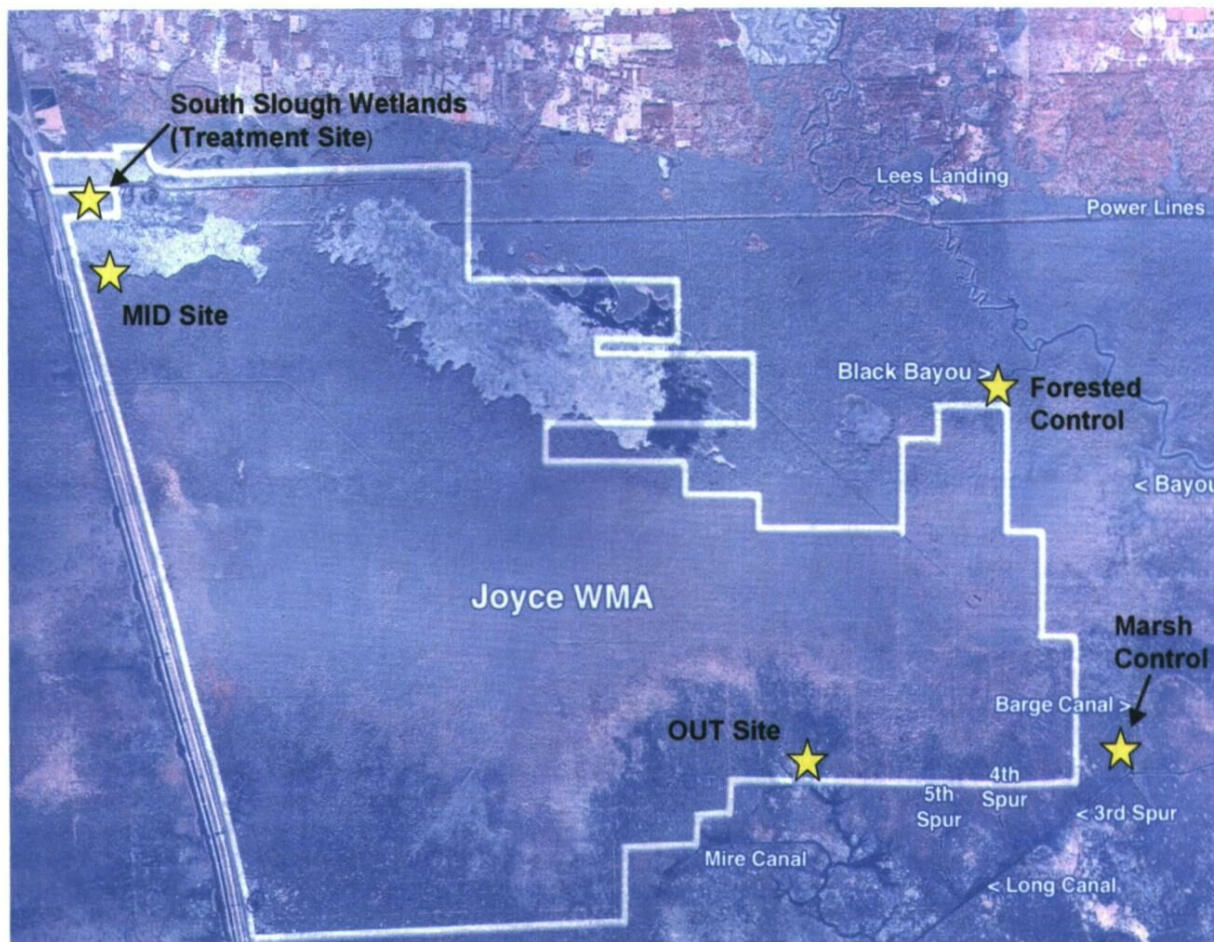 South Slough Wetlands
(Treatment Site)
Lees Landing
Power Lines
MID Site
Black Bayou >
Forested
Control
< Bayou
Joyce WMA
Marsh
Control
Barge Canal >
OUT Site
4th
Spur
5th
Spur
< 3rd Spur
Mire Canal
< Long Canal